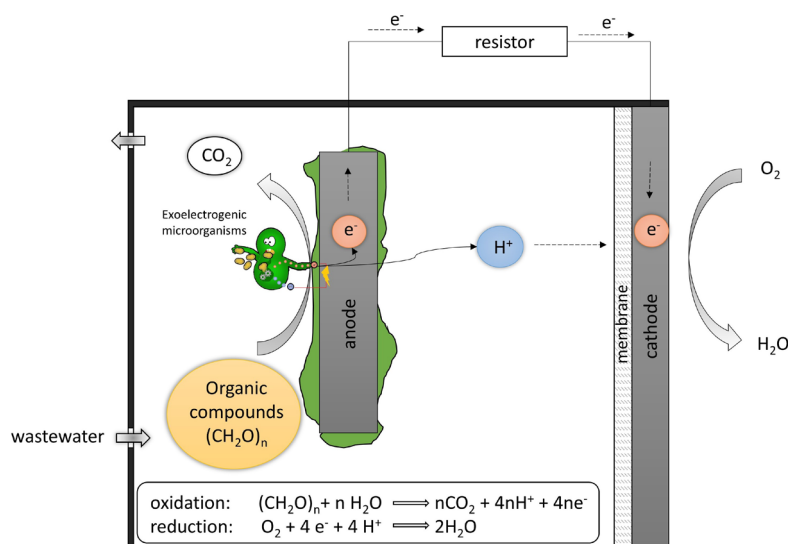 e⁻
e⁻
resistor
CO₂
O₂
Exoelectrogenic
microorganisms
e⁻
H⁺
e⁻
anode
membrane
cathode
H₂O
Organic
compounds
(CH₂O)ₙ
wastewater
oxidation: (CH₂O)ₙ+ n H₂O ⟹ nCO₂ + 4nH⁺ + 4ne⁻
reduction: O₂ + 4 e⁻ + 4 H⁺ ⟹ 2H₂O